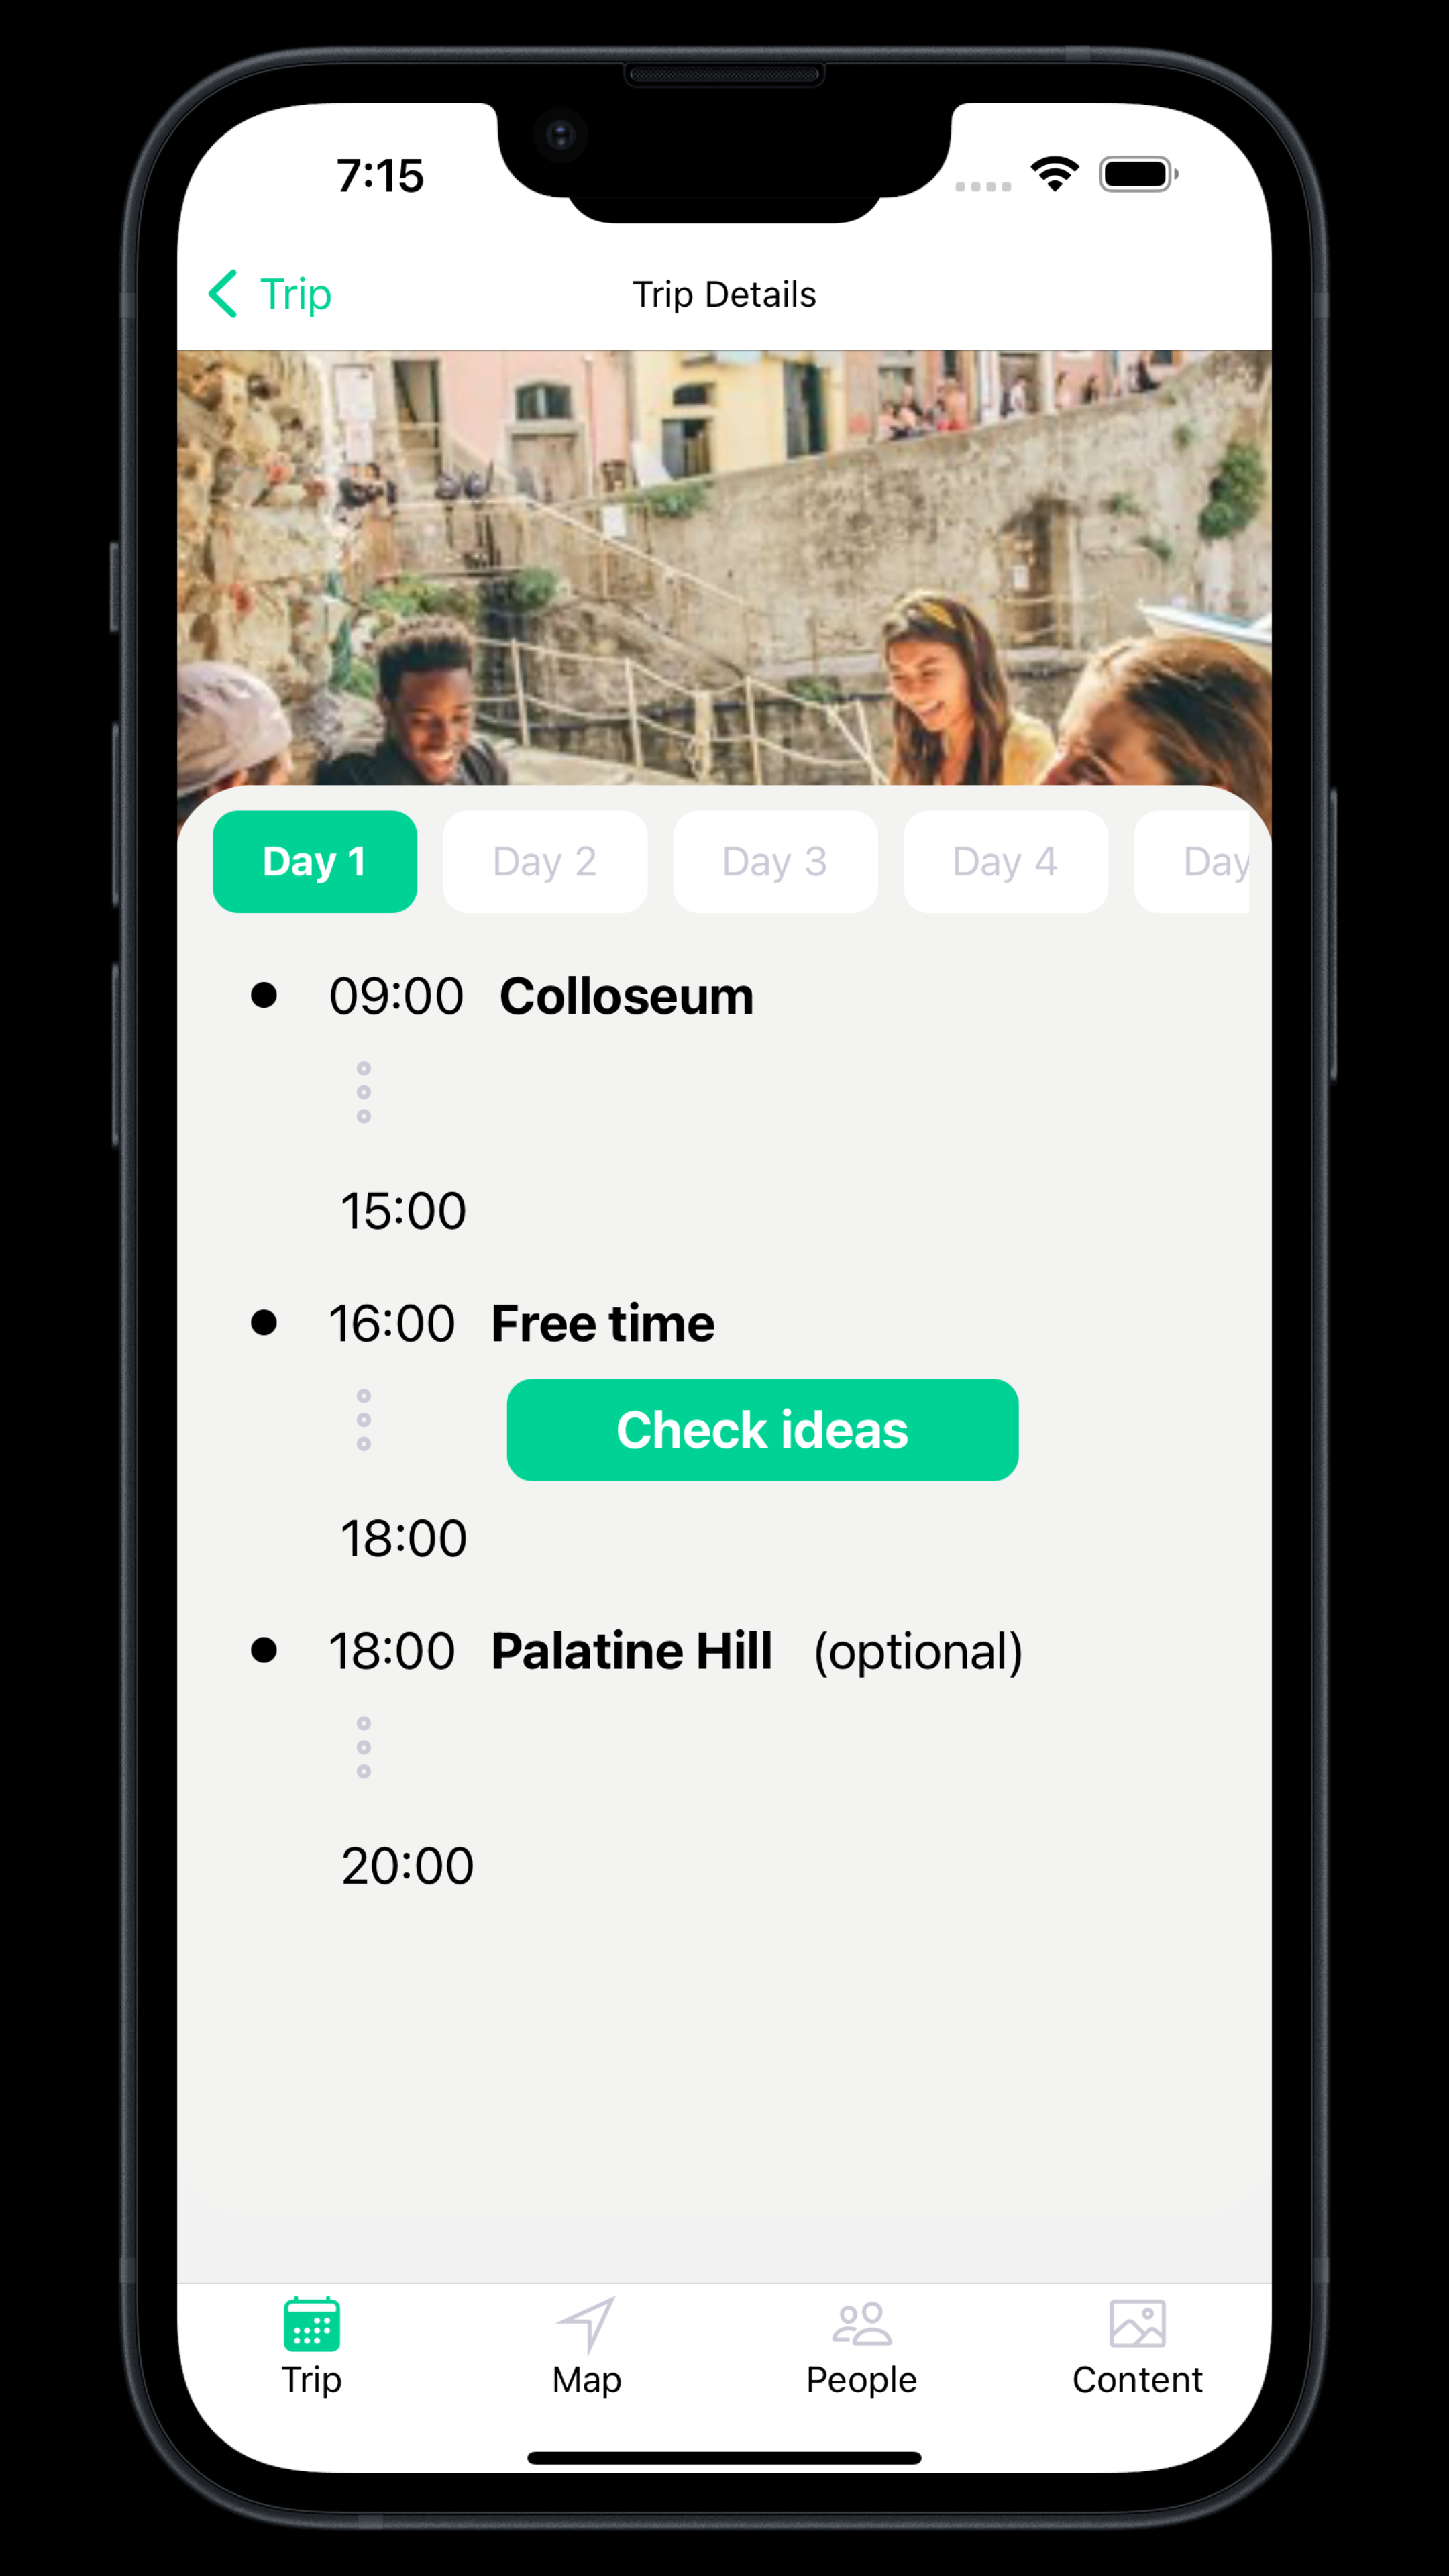 7:15
Trip
Trip Details
Day 1 Day 2 Day 3 Day 4 Day
09:00 Colloseum
15:00
16:00 Free time
Check ideas
18:00
18:00 Palatine Hill (optional)
20:00
Trip Map People Content